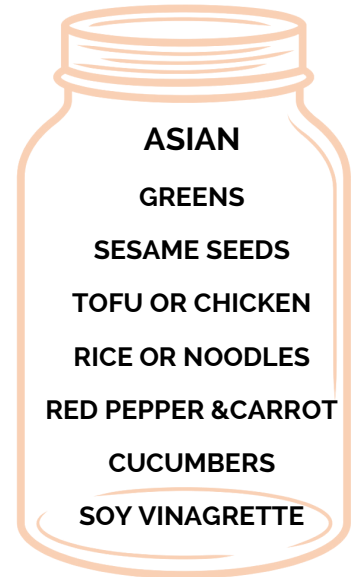 ASIAN
GREENS
SESAME SEEDS
TOFU OR CHICKEN
RICE OR NOODLES
RED PEPPER &CARROT
CUCUMBERS
SOY VINAGRETTE